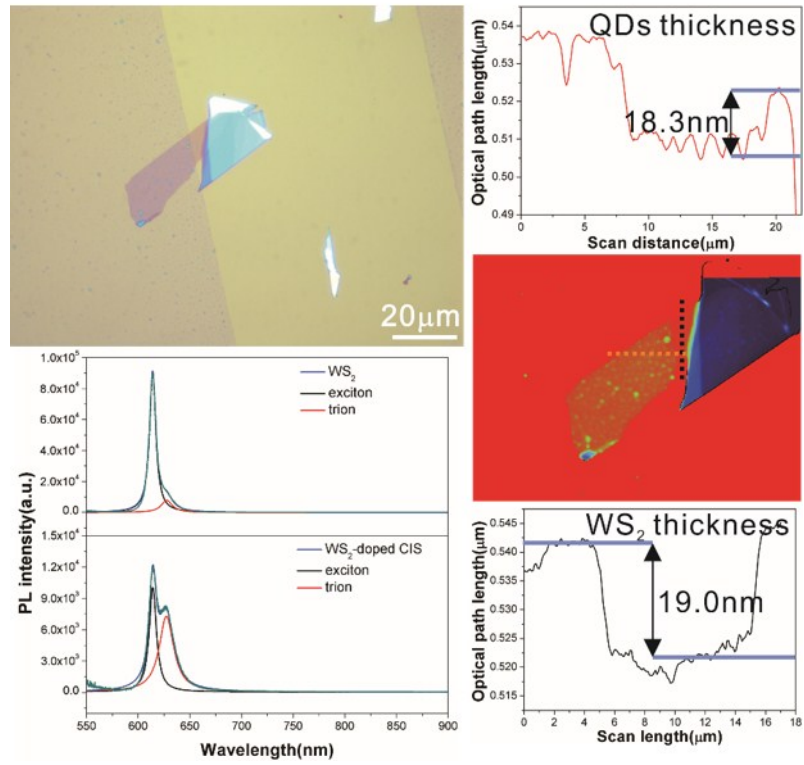 20μm
QDs thickness
Optical path length(μm)
0.54
0.53
0.52
0.51
0.50
0.49
18.3nm
0 5 10 15 20
Scan distance(μm)
PL intensity(a.u.)
1.0x10⁵
8.0x10⁴
6.0x10⁴
4.0x10⁴
2.0x10⁴
0.0
WS₂
exciton
trion
1.5x10⁴
1.2x10⁴
9.0x10³
6.0x10³
3.0x10³
0.0
WS₂-doped CIS
exciton
trion
550 600 650 700 750 800 850 900
Wavelength(nm)
WS₂ thickness
Optical path length(μm)
0.545
0.540
0.535
0.530
0.525
0.520
0.515
19.0nm
0 2 4 6 8 10 12 14 16 18
Scan length(μm)